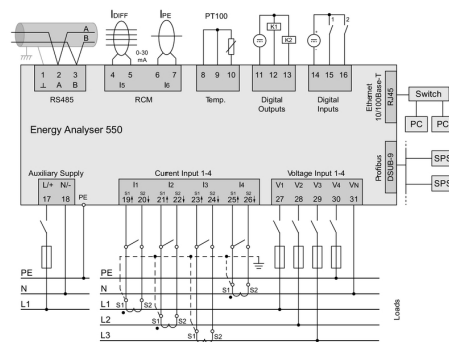 IDIFF IPE PT100
A
B
0-30
mA
K1
K2
1 2
1 2 3 4 5 6 7 8 9 10 11 12 13 14 15 16
⊥ A B I5 I6
RS485 RCM Temp. Digital Outputs Digital Inputs
Ethernet
10/100Base-T
RJ45
Switch
PC PC
Energy Analyser 550
Profibus
DSUB-9
SPS
SPS
Auxiliary Supply Curent Input 1-4 Voltage Input 1-4
L/+ N/- PE I1 I2 I3 I4 V1 V2 V3 V4 VN
S1 S2 S1 S2 S1 S2 S1 S2
17 18 19 20 21 22 23 24 25 26 27 28 29 30 31
PE PE
N N
S1 S2
L1 L1
S1 S2
L2
S1 S2
L3
S1 S2
Loads